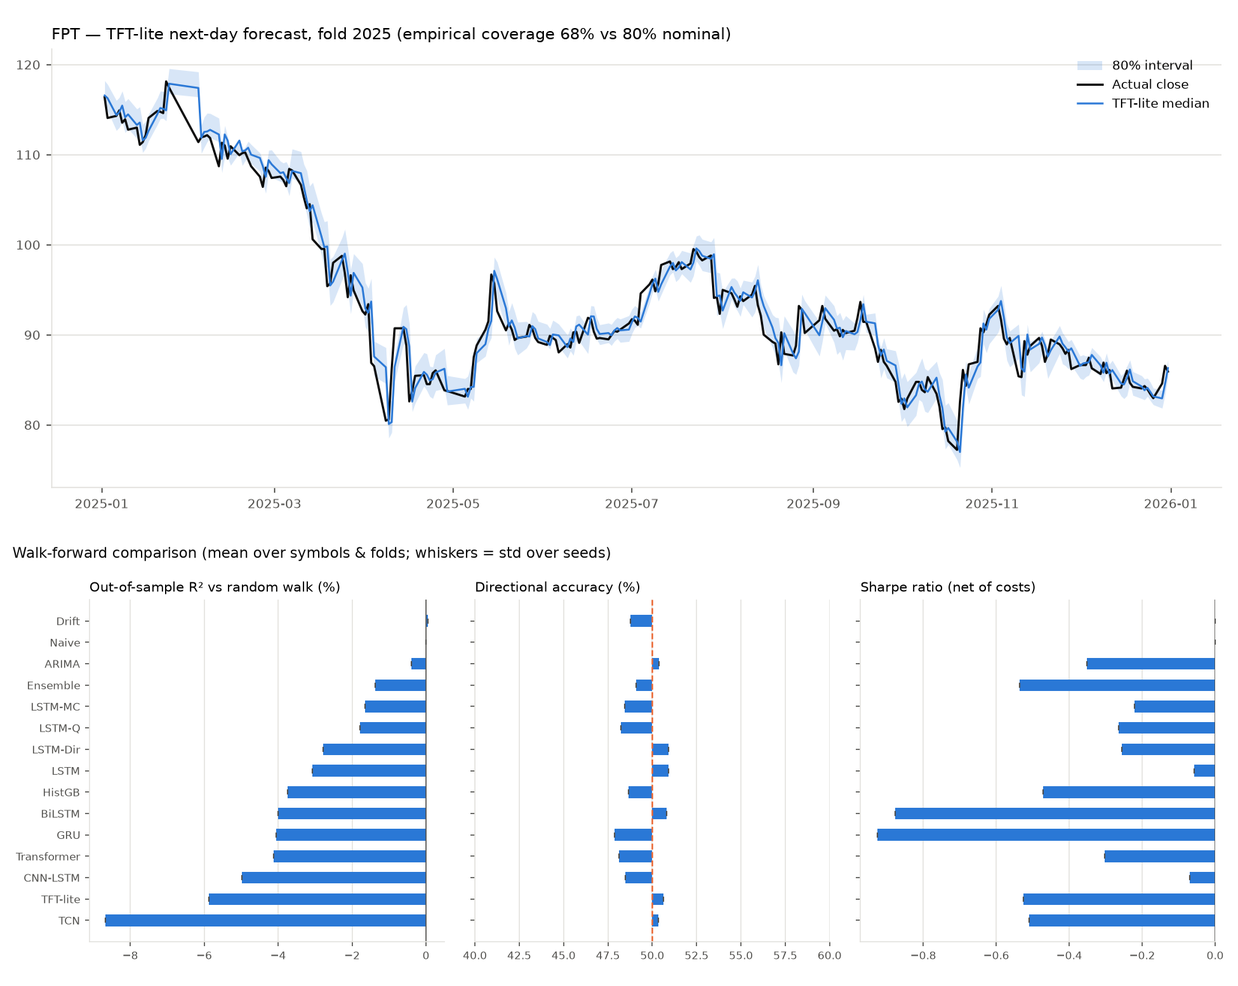 FPT — TFT-lite next-day forecast, fold 2025 (empirical coverage 68% vs 80% nominal)
120
110
100
90
80
80% interval
Actual close
TFT-lite median
2025-01
2025-03
2025-05
2025-07
2025-09
2025-11
2026-01
Walk-forward comparison (mean over symbols & folds; whiskers = std over seeds)
Out-of-sample R² vs random walk (%)
Drift
Naive
ARIMA
Ensemble
LSTM-MC
LSTM-Q
LSTM-Dir
LSTM
HistGB
BiLSTM
GRU
Transformer
CNN-LSTM
TFT-lite
TCN
−8
−6
−4
−2
0
Directional accuracy (%)
40.0
42.5
45.0
47.5
50.0
52.5
55.0
57.5
60.0
Sharpe ratio (net of costs)
−0.8
−0.6
−0.4
−0.2
0.0